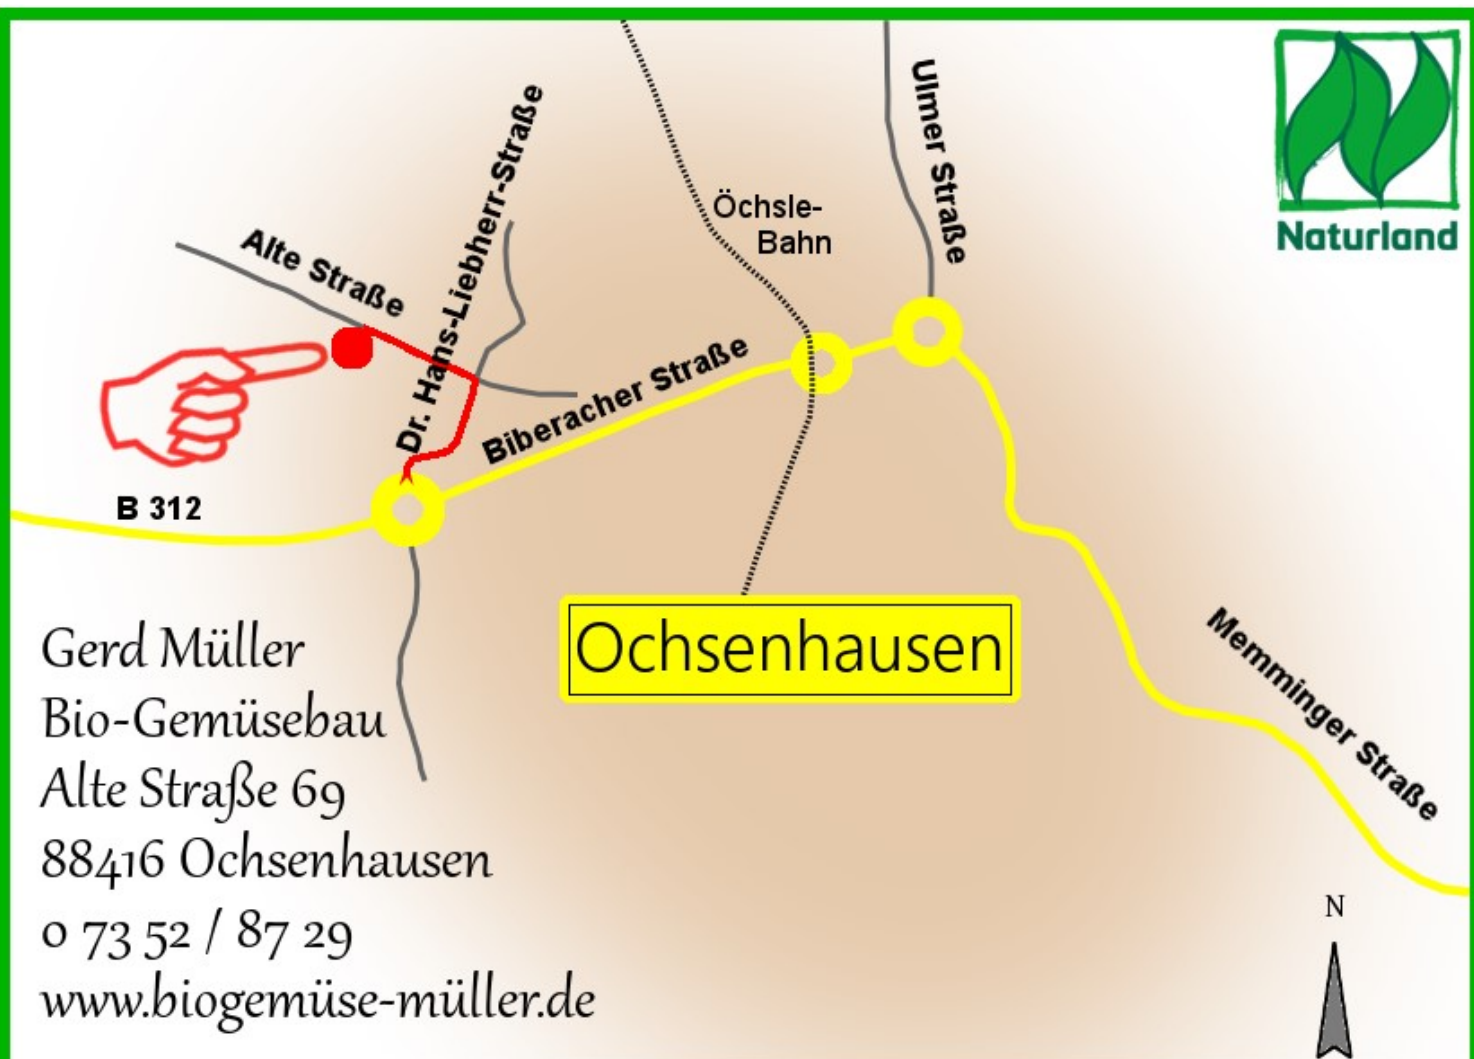 Ulmer Straße
Dr. Hans-Liebherr-Straße
Öchsle-
Bahn
Naturland
Alte Straße
Biberacher Straße
B 312
Ochsenhausen
Memminger Straße
Gerd Müller
Bio-Gemüsebau
Alte Straße 69
88416 Ochsenhausen
0 73 52 / 87 29
www.biogemüse-müller.de
N